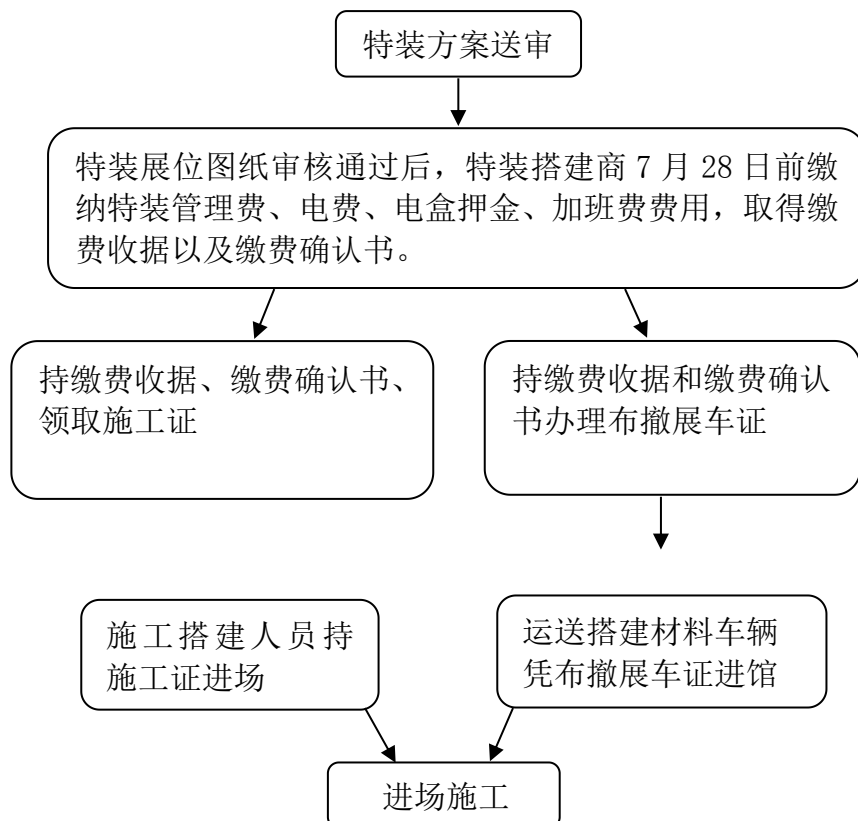 特装方案送审
特装展位图纸审核通过后，特装搭建商 7 月 28 日前缴
纳特装管理费、电费、电盒押金、加班费费用，取得缴
费收据以及缴费确认书。
持缴费收据、缴费确认书、
领取施工证
持缴费收据和缴费确认
书办理布撤展车证
施工搭建人员持
施工证进场
运送搭建材料车辆
凭布撤展车证进馆
进场施工